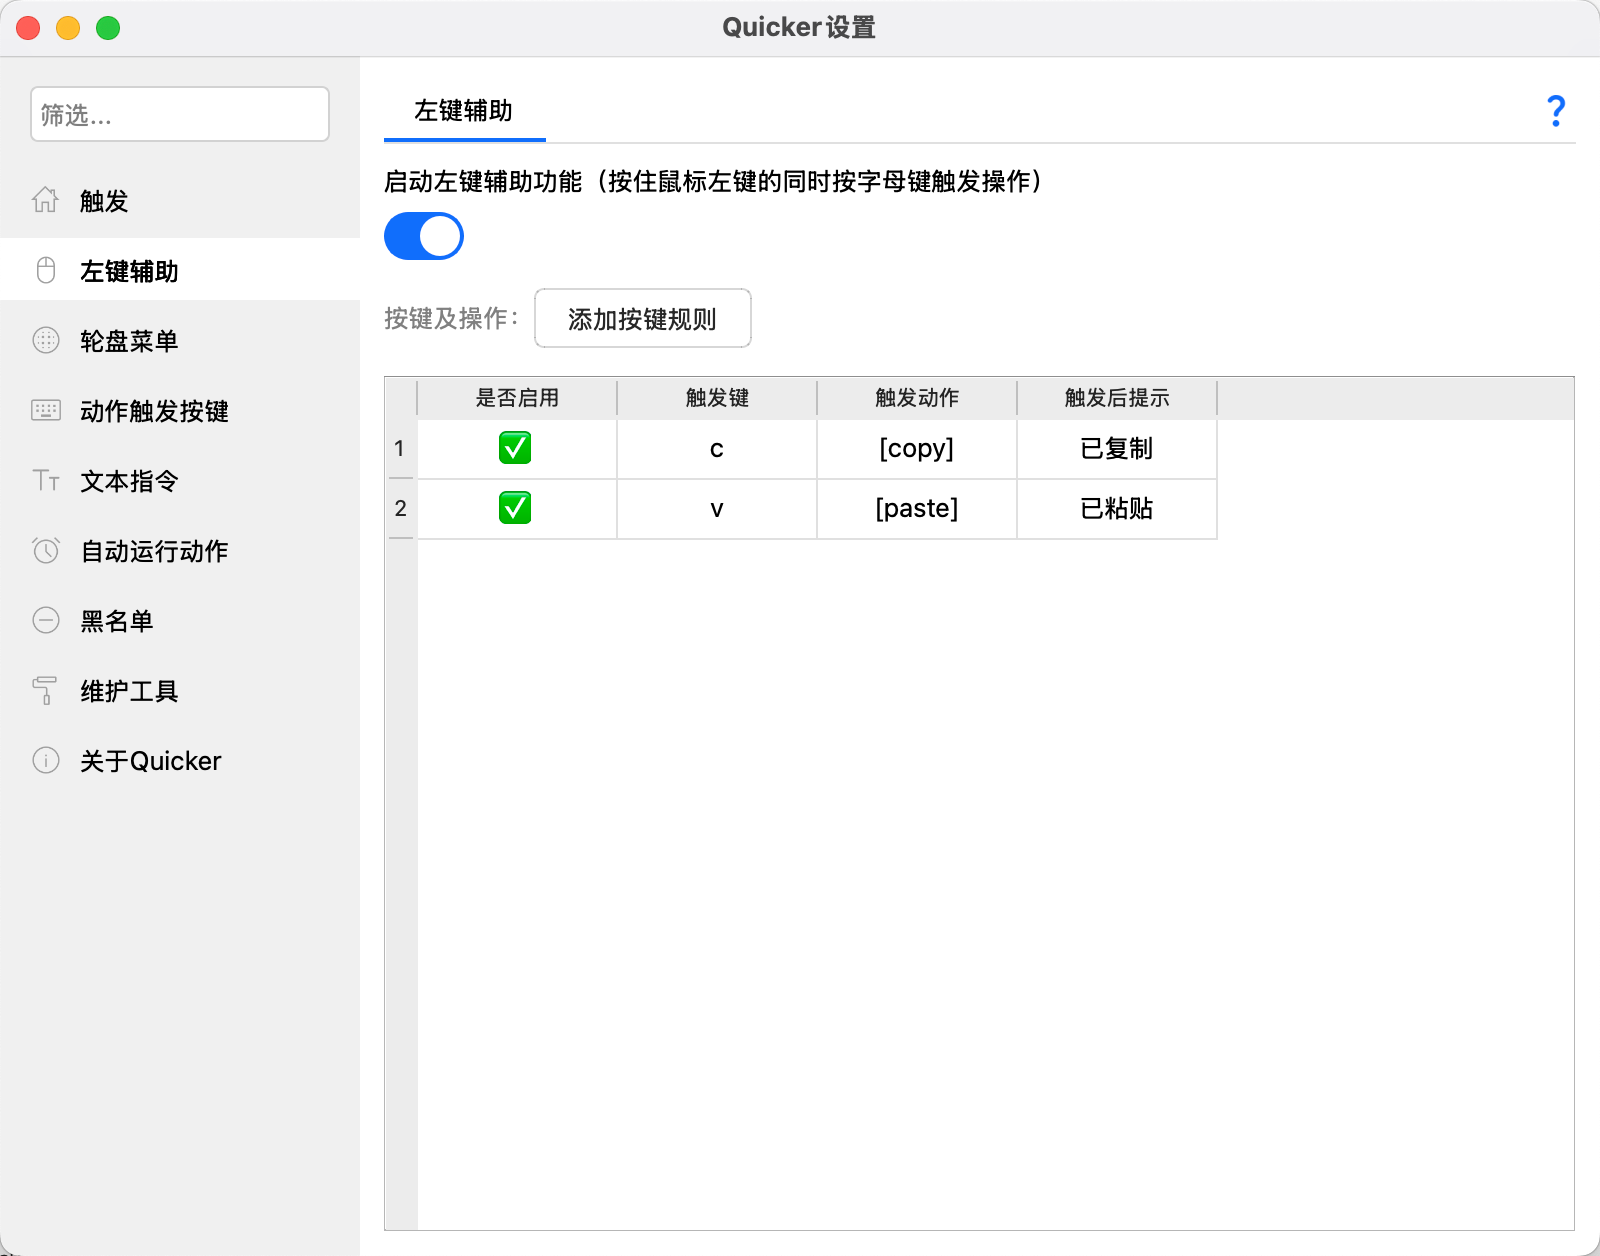 Quicker设置
筛选...
触发
左键辅助
轮盘菜单
动作触发按键
文本指令
自动运行动作
黑名单
维护工具
关于Quicker
左键辅助
?
启动左键辅助功能（按住鼠标左键的同时按字母键触发操作）
按键及操作： 添加按键规则
是否启用 触发键 触发动作 触发后提示
1 ✅ c [copy] 已复制
2 ✅ v [paste] 已粘贴